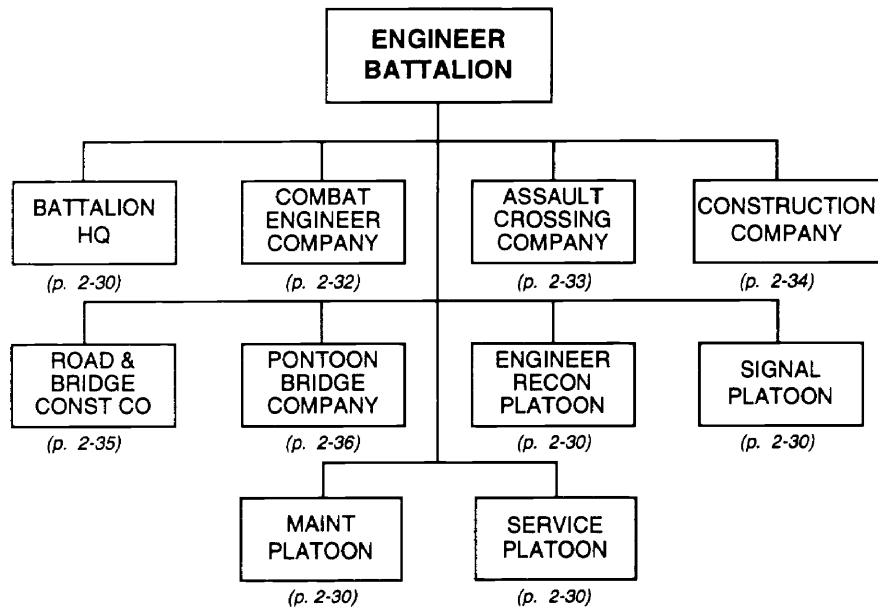 ENGINEER
BATTALION
BATTALION
HQ
(p. 2-30)
COMBAT
ENGINEER
COMPANY
(p. 2-32)
ASSAULT
CROSSING
COMPANY
(p. 2-33)
CONSTRUCTION
COMPANY
(p. 2-34)
ROAD &
BRIDGE
CONST CO
(p. 2-35)
PONTOON
BRIDGE
COMPANY
(p. 2-36)
ENGINEER
RECON
PLATOON
(p. 2-30)
SIGNAL
PLATOON
(p. 2-30)
MAINT
PLATOON
(p. 2-30)
SERVICE
PLATOON
(p. 2-30)